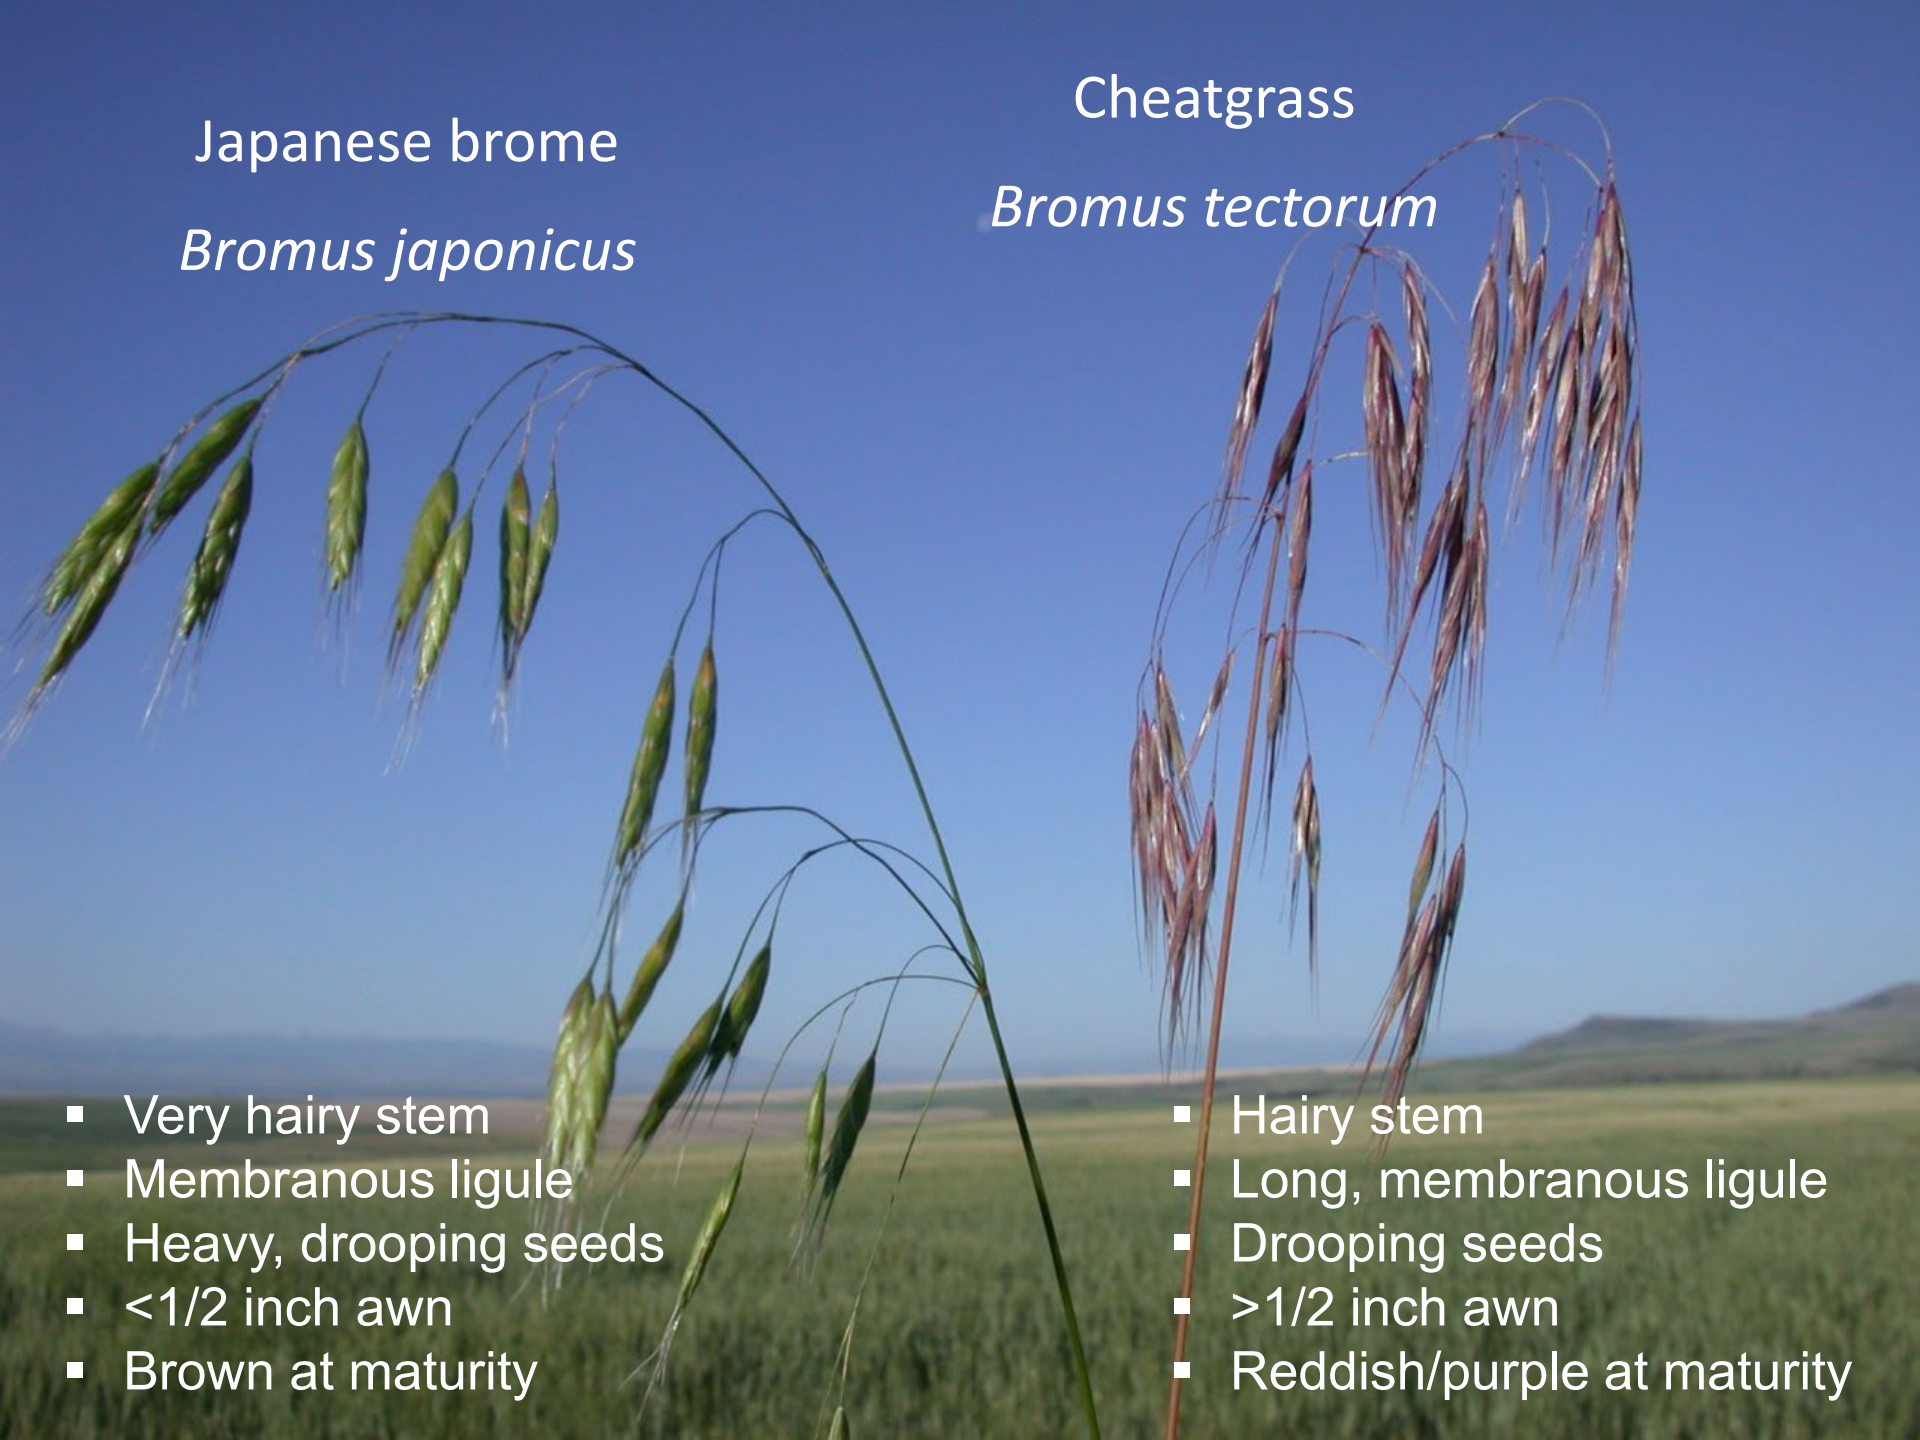 Japanese brome
Bromus japonicus
Cheatgrass
Bromus tectorum
▪ Very hairy stem
▪ Membranous ligule
▪ Heavy, drooping seeds
▪ <1/2 inch awn
▪ Brown at maturity
▪ Hairy stem
▪ Long, membranous ligule
▪ Drooping seeds
▪ >1/2 inch awn
▪ Reddish/purple at maturity